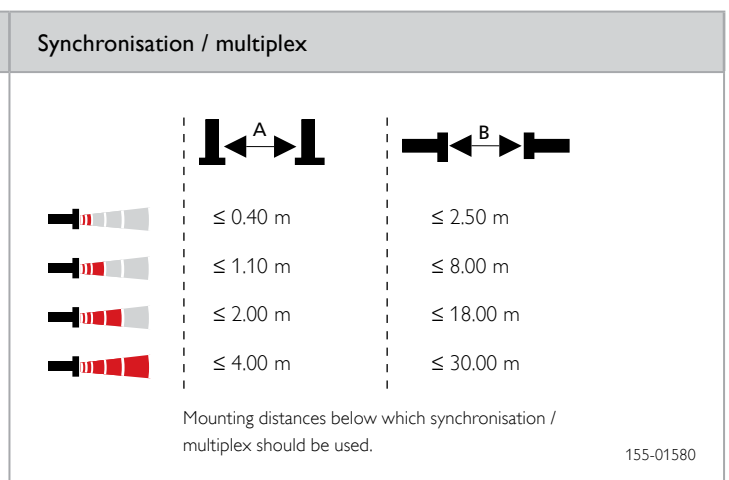 Synchronisation / multiplex
A B
≤ 0.40 m ≤ 2.50 m
≤ 1.10 m ≤ 8.00 m
≤ 2.00 m ≤ 18.00 m
≤ 4.00 m ≤ 30.00 m
Mounting distances below which synchronisation /
multiplex should be used.
155-01580